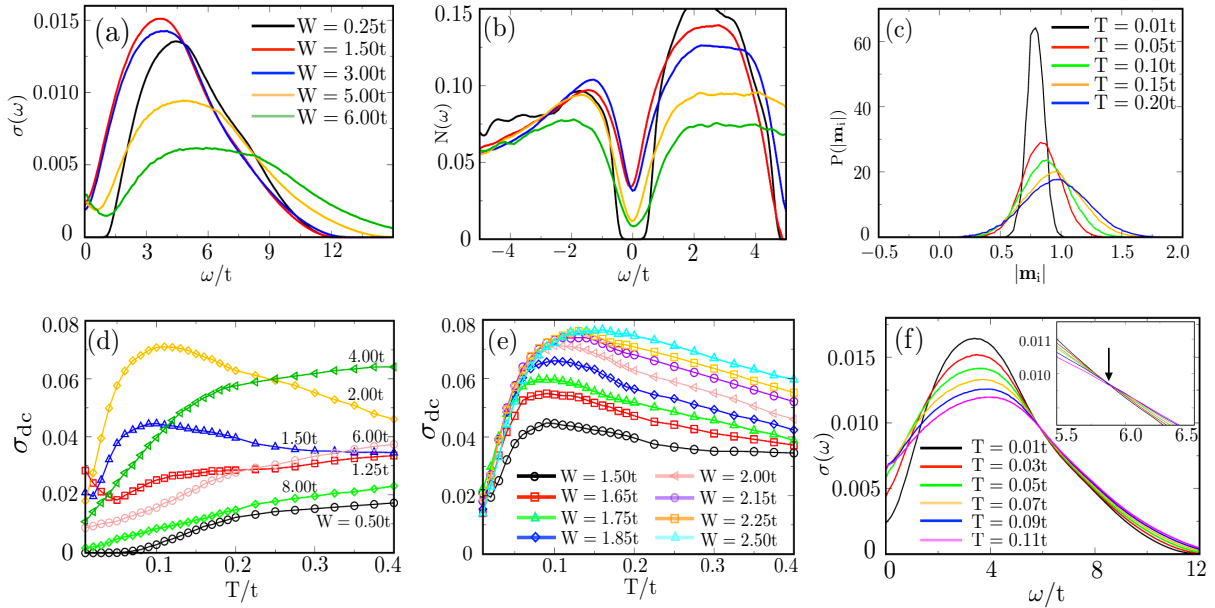 (a)
W = 0.25t
W = 1.50t
W = 3.00t
W = 5.00t
W = 6.00t
0.015
0.010
0.005
0
σ(ω)
0 3 6 9 12
ω/t
(b)
0.15
0.10
0.05
0.00
N(ω)
−4 −2 0 2 4
ω/t
(c)
T = 0.01t
T = 0.05t
T = 0.10t
T = 0.15t
T = 0.20t
60
40
20
0
P(|mᵢ|)
−0.5 0.0 0.5 1.0 1.5 2.0
|mᵢ|
(d)
0.08
0.06
0.04
0.02
0
σdc
4.00t
2.00t
6.00t
1.50t
1.25t
8.00t
W = 0.50t
0.1 0.2 0.3 0.4
T/t
(e)
0.08
0.06
0.04
0.02
0
σdc
W = 1.50t
W = 1.65t
W = 1.75t
W = 1.85t
W = 2.00t
W = 2.15t
W = 2.25t
W = 2.50t
0.1 0.2 0.3 0.4
T/t
(f)
0.015
0.010
0.005
0.000
σ(ω)
T = 0.01t
T = 0.03t
T = 0.05t
T = 0.07t
T = 0.09t
T = 0.11t
0.011
0.010
5.5 6.0 6.5
0 4 8 12
ω/t